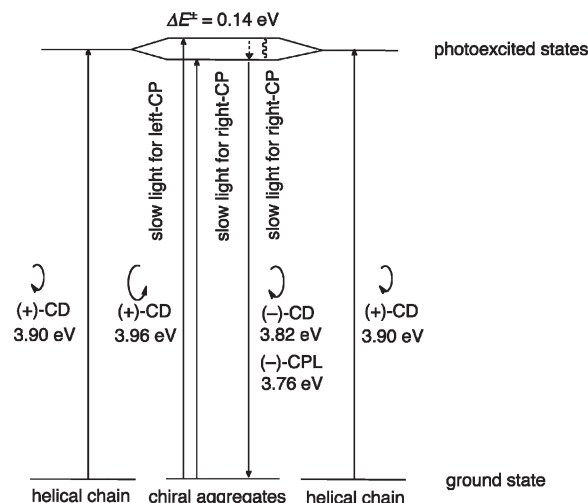 ΔE± = 0.14 eV
photoexcited states
slow light for left-CP
slow light for right-CP
slow light for right-CP
(+)-CD
3.90 eV
(+)-CD
3.96 eV
(−)-CD
3.82 eV
(−)-CPL
3.76 eV
(+)-CD
3.90 eV
ground state
helical chain
chiral aggregates
helical chain